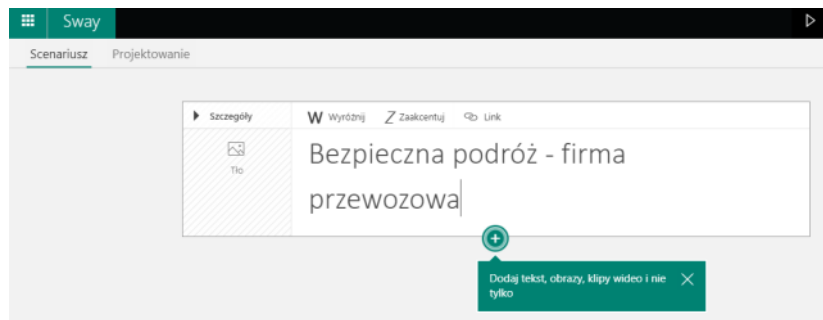 Sway
Scenariusz Projektowanie
Szczegóły W Wyróżnij Z Zaakcentuj Link
Tło
Bezpieczna podróż - firma
przewozowa
Dodaj tekst, obrazy, klipy wideo i nie
tylko